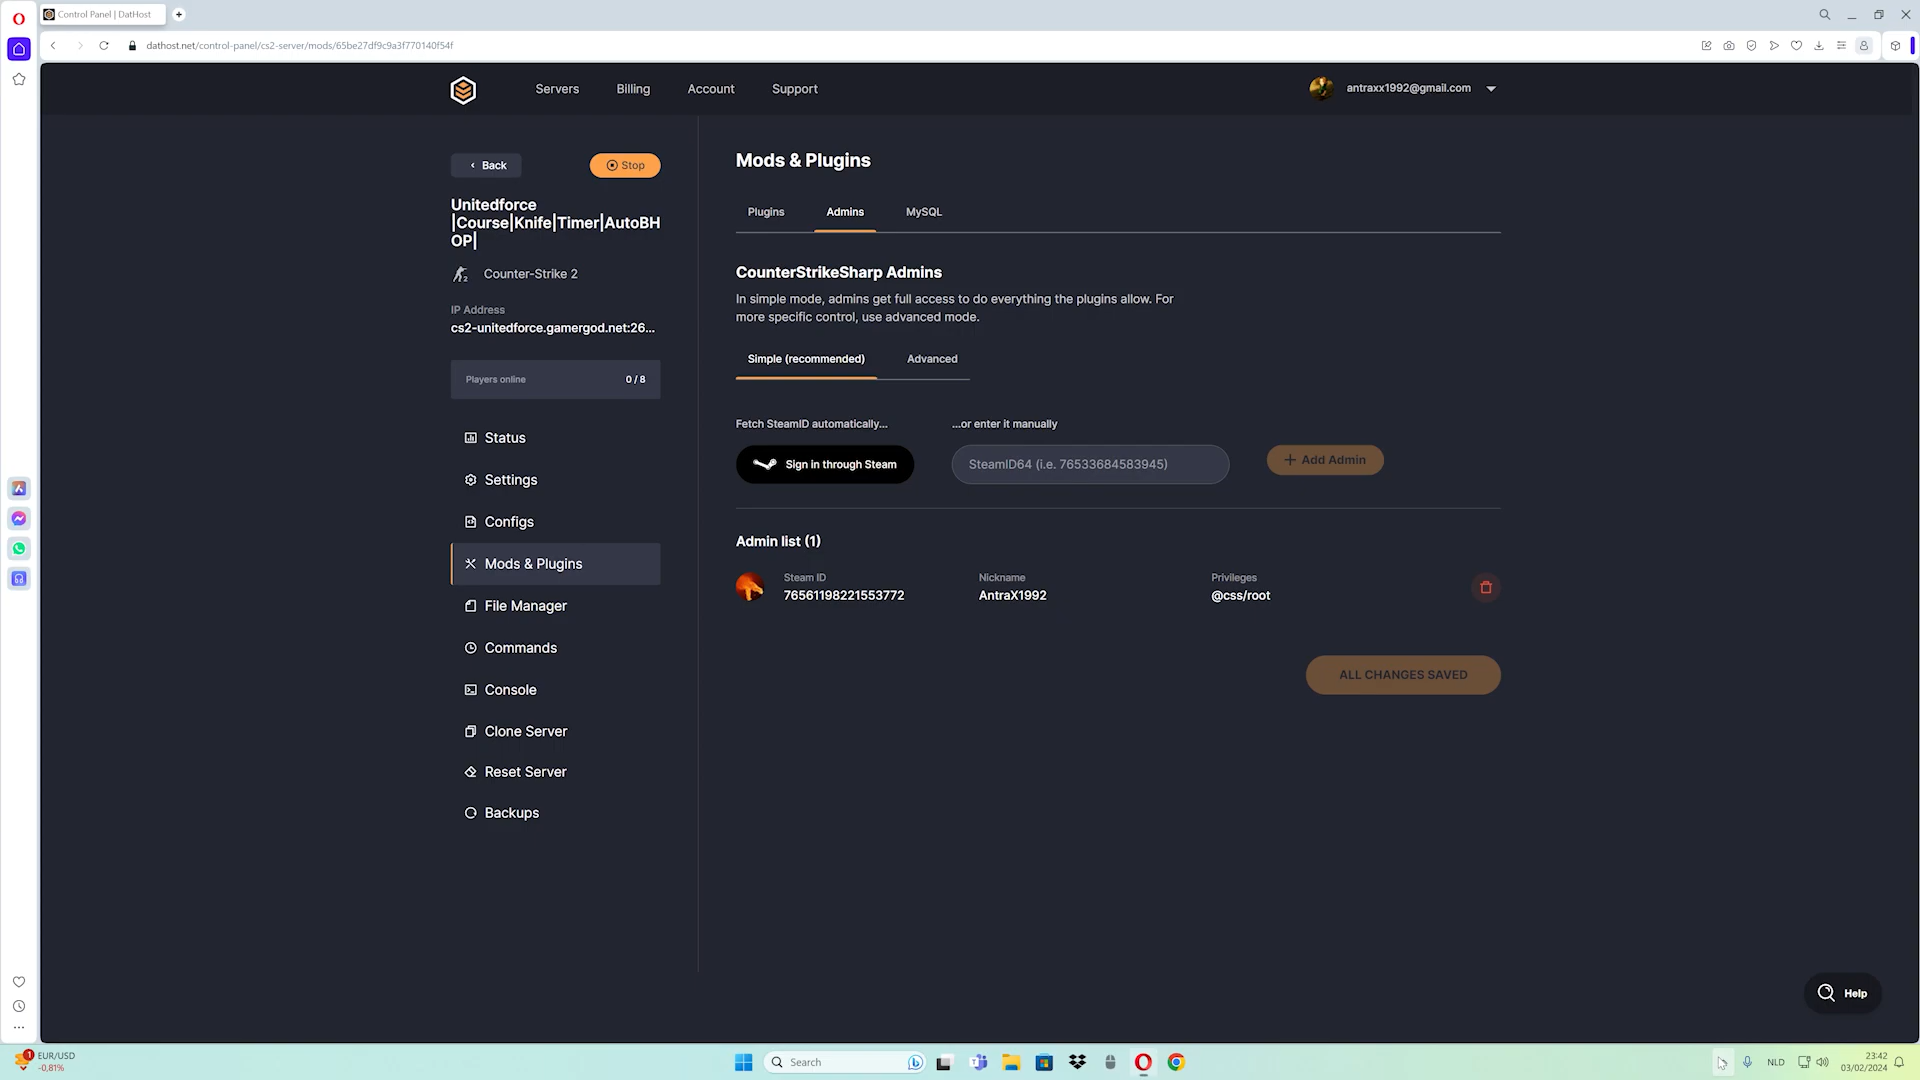 Control Panel | DatHost
dathost.net/control-panel/cs2-server/mods/65be27df9c9a3f770140f54f
Servers
Billing
Account
Support
antraxx1992@gmail.com
Back
Stop
Unitedforce
|Course|Knife|Timer|AutoBH
OP|
Counter-Strike 2
IP Address
cs2-unitedforce.gamergod.net:26...
Players online
0 / 8
Status
Settings
Configs
Mods & Plugins
File Manager
Commands
Console
Clone Server
Reset Server
Backups
Mods & Plugins
Plugins
Admins
MySQL
CounterStrikeSharp Admins
In simple mode, admins get full access to do everything the plugins allow. For
more specific control, use advanced mode.
Simple (recommended)
Advanced
Fetch SteamID automatically...
...or enter it manually
Sign in through Steam
SteamID64 (i.e. 76533684583945)
+ Add Admin
Admin list (1)
Steam ID
76561198221553772
Nickname
AntraX1992
Privileges
@css/root
ALL CHANGES SAVED
Help
1
EUR/USD
-0,81%
Search
NLD
23:42
03/02/2024